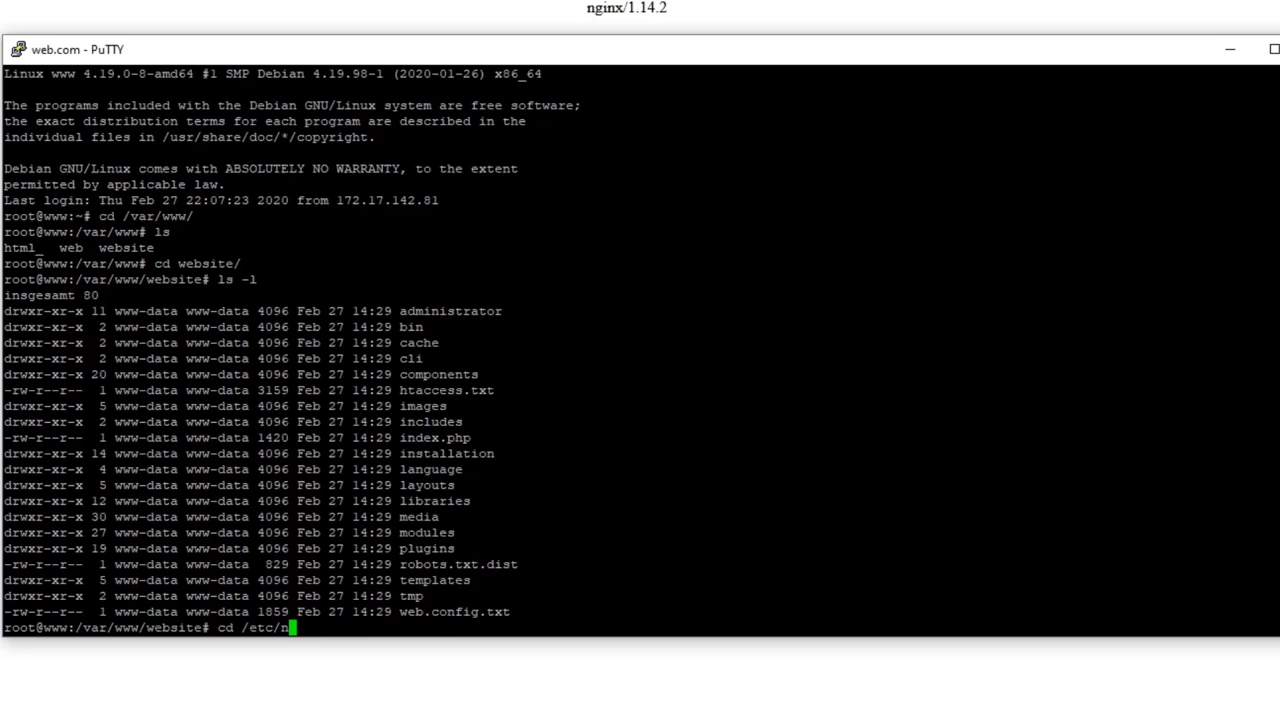 nginx/1.14.2
web.com - PuTTY
Linux www 4.19.0-8-amd64 #1 SMP Debian 4.19.98-1 (2020-01-26) x86_64
The programs included with the Debian GNU/Linux system are free software;
the exact distribution terms for each program are described in the
individual files in /usr/share/doc/*/copyright.
Debian GNU/Linux comes with ABSOLUTELY NO WARRANTY, to the extent
permitted by applicable law.
Last login: Thu Feb 27 22:07:23 2020 from 172.17.142.81
root@www:~# cd /var/www/
root@www:/var/www# ls
html_  web  website
root@www:/var/www# cd website/
root@www:/var/www/website# ls -l
insgesamt 80
drwxr-xr-x 11 www-data www-data 4096 Feb 27 14:29 administrator
drwxr-xr-x  2 www-data www-data 4096 Feb 27 14:29 bin
drwxr-xr-x  2 www-data www-data 4096 Feb 27 14:29 cache
drwxr-xr-x  2 www-data www-data 4096 Feb 27 14:29 cli
drwxr-xr-x 20 www-data www-data 4096 Feb 27 14:29 components
-rw-r--r--  1 www-data www-data 3159 Feb 27 14:29 htaccess.txt
drwxr-xr-x  5 www-data www-data 4096 Feb 27 14:29 images
drwxr-xr-x  2 www-data www-data 4096 Feb 27 14:29 includes
-rw-r--r--  1 www-data www-data 1420 Feb 27 14:29 index.php
drwxr-xr-x 14 www-data www-data 4096 Feb 27 14:29 installation
drwxr-xr-x  4 www-data www-data 4096 Feb 27 14:29 language
drwxr-xr-x  5 www-data www-data 4096 Feb 27 14:29 layouts
drwxr-xr-x 12 www-data www-data 4096 Feb 27 14:29 libraries
drwxr-xr-x 30 www-data www-data 4096 Feb 27 14:29 media
drwxr-xr-x 27 www-data www-data 4096 Feb 27 14:29 modules
drwxr-xr-x 19 www-data www-data 4096 Feb 27 14:29 plugins
-rw-r--r--  1 www-data www-data  829 Feb 27 14:29 robots.txt.dist
drwxr-xr-x  5 www-data www-data 4096 Feb 27 14:29 templates
drwxr-xr-x  2 www-data www-data 4096 Feb 27 14:29 tmp
-rw-r--r--  1 www-data www-data 1859 Feb 27 14:29 web.config.txt
root@www:/var/www/website# cd /etc/n